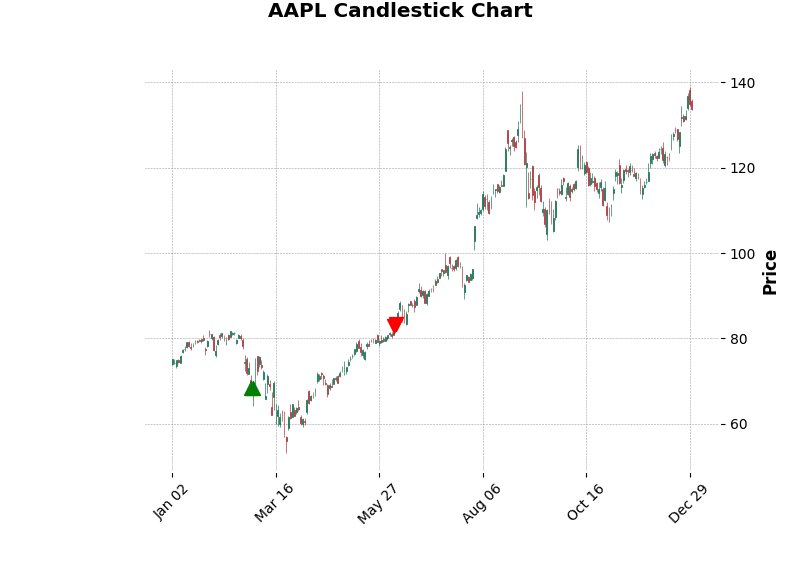 AAPL Candlestick Chart
140
120
100
80
60
Price
Jan 02
Mar 16
May 27
Aug 06
Oct 16
Dec 29